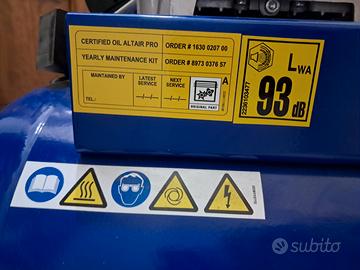 CERTIFIED OIL ALTAIR PRO
ORDER # 1630 0207 00
YEARLY MAINTENANCE KIT
ORDER # 8973 0376 57
MAINTAINED BY
LATEST SERVICE
NEXT SERVICE
A
TEL.:
ORIGINAL PART
LWA
93 dB
2236103477
subito